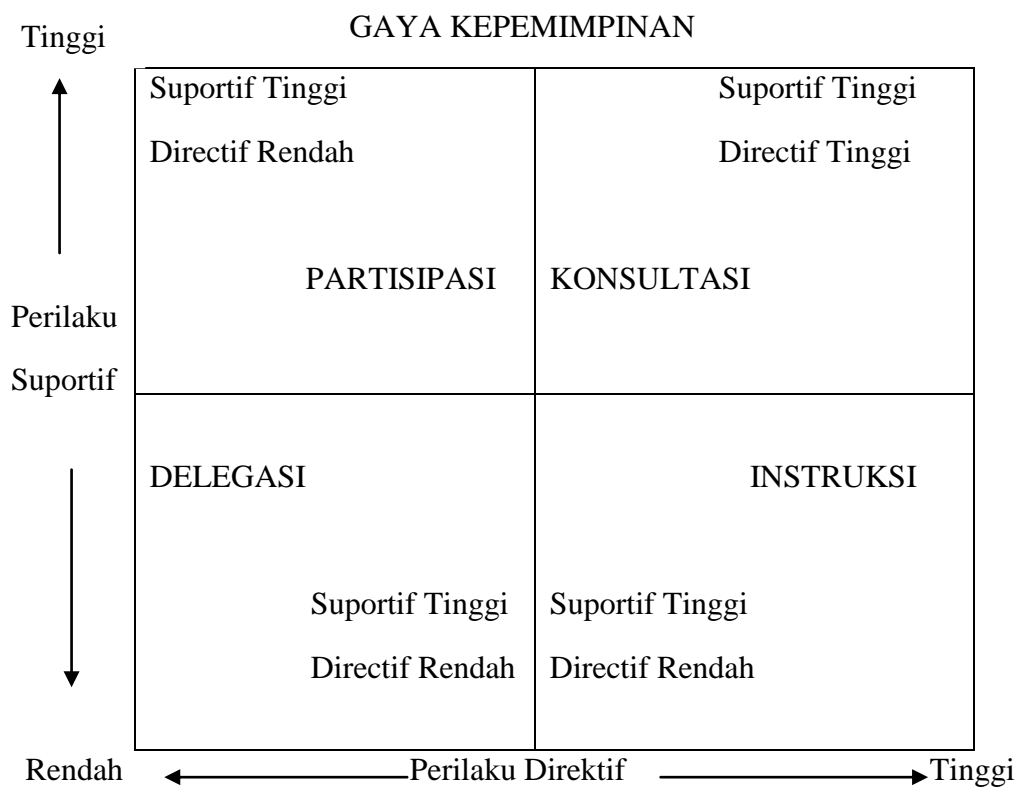 GAYA KEPEMIMPINAN
Tinggi
Suportif Tinggi
Directif Rendah
PARTISIPASI
Suportif Tinggi
Directif Tinggi
KONSULTASI
Perilaku
Suportif
DELEGASI
Suportif Tinggi
Directif Rendah
INSTRUKSI
Suportif Tinggi
Directif Rendah
Rendah
Perilaku Direktif
Tinggi